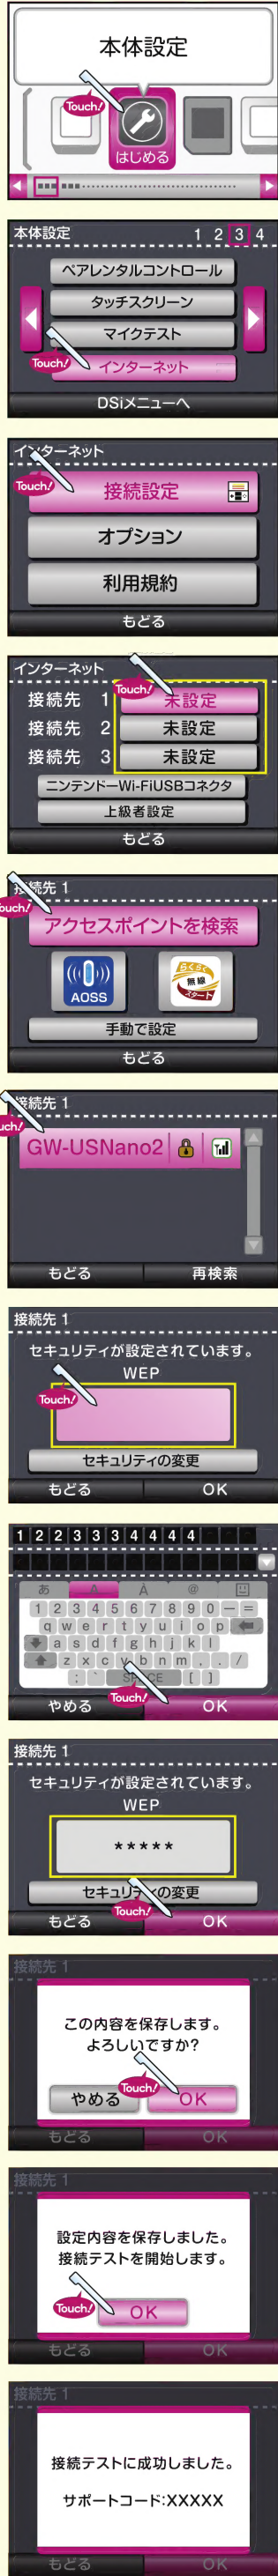 本体設定
Touch!
はじめる
本体設定 1 2 3 4
ペアレンタルコントロール
タッチスクリーン
マイクテスト
Touch! インターネット
DSiメニューへ
インターネット
Touch! 接続設定
オプション
利用規約
もどる
インターネット
接続先 1 Touch! 未設定
接続先 2 未設定
接続先 3 未設定
ニンテンドーWi-FiUSBコネクタ
上級者設定
もどる
接続先 1
Touch! アクセスポイントを検索
AOSS らくらく無線スタート
手動で設定
もどる
接続先 1
Touch!
GW-USNano2
もどる 再検索
接続先 1
セキュリティが設定されています。
WEP
Touch!
セキュリティの変更
もどる OK
1 2 2 3 3 3 4 4 4 4
あ A À @
1 2 3 4 5 6 7 8 9 0 - =
q w e r t y u i o p
a s d f g h j k l
z x c v b n m , . /
; ` SPACE [ ]
やめる Touch! OK
接続先 1
セキュリティが設定されています。
WEP
*****
セキュリティの変更
もどる Touch! OK
接続先 1
この内容を保存します。
よろしいですか?
やめる Touch! OK
もどる OK
接続先 1
設定内容を保存しました。
接続テストを開始します。
Touch! OK
もどる OK
接続先 1
接続テストに成功しました。
サポートコード:XXXXX
もどる OK